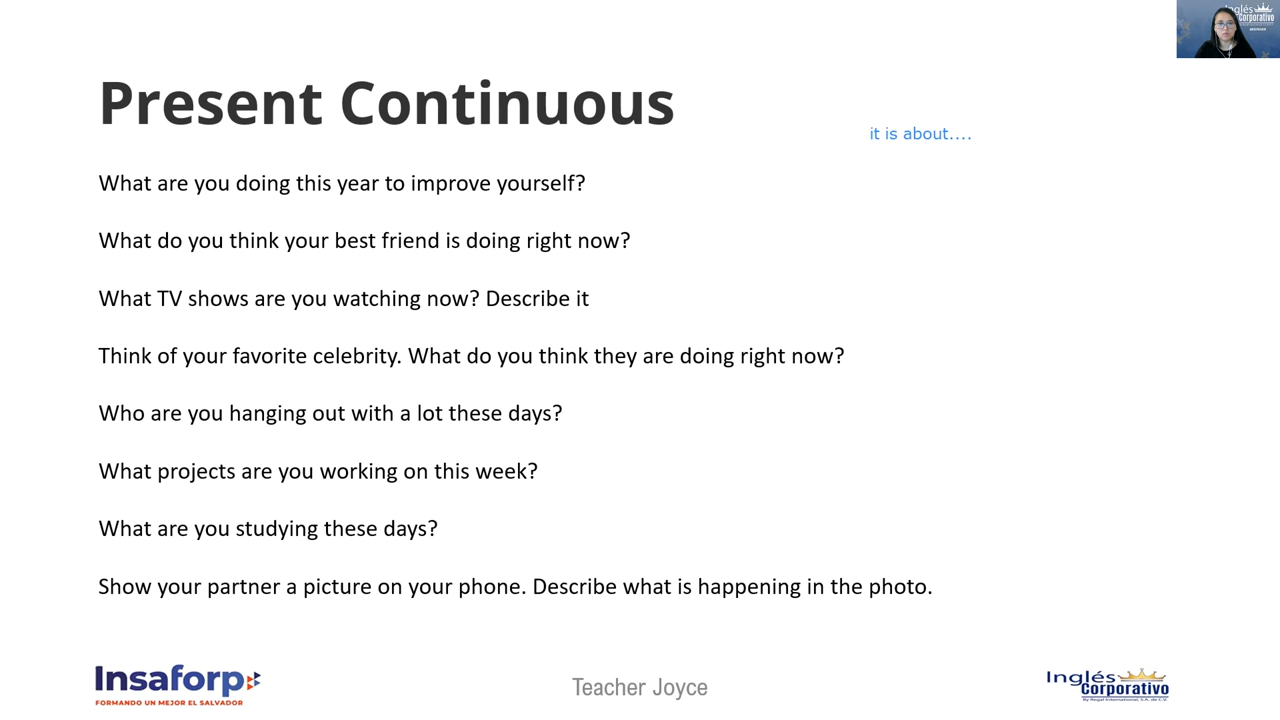 Inglés
Corporativo
Present Continuous
it is about....
What are you doing this year to improve yourself?
What do you think your best friend is doing right now?
What TV shows are you watching now? Describe it
Think of your favorite celebrity. What do you think they are doing right now?
Who are you hanging out with a lot these days?
What projects are you working on this week?
What are you studying these days?
Show your partner a picture on your phone. Describe what is happening in the photo.
Insaforp
FORMANDO UN MEJOR EL SALVADOR
Teacher Joyce
Inglés
Corporativo
By Regal International, S.A. de C.V.